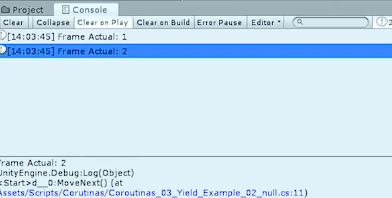 Project Console
Clear Collapse Clear on Play Clear on Build Error Pause Editor
[14:03:45] Frame Actual: 1
[14:03:45] Frame Actual: 2
Frame Actual: 2
UnityEngine.Debug:Log(Object)
<Start>d__0:MoveNext() (at
Assets/Scripts/Corutinas/Coroutinas_03_Yield_Example_02_null.cs:11)